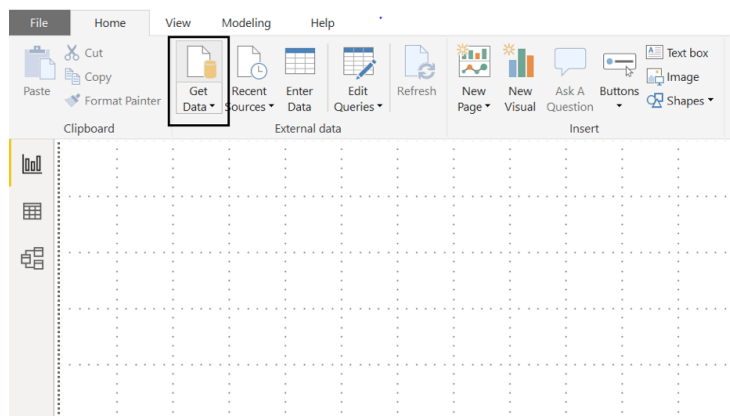 File Home View Modeling Help
Cut
Copy
Format Painter
Paste
Clipboard
Get Data
Recent Sources
Enter Data
Edit Queries
Refresh
External data
New Page
New Visual
Ask A Question
Buttons
Text box
Image
Shapes
Insert